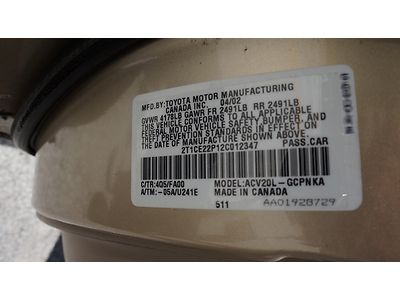 MFD.BY:TOYOTA MOTOR MANUFACTURING
CANADA INC. 04/02
GVWR 4178LB GAWR FR 2491LB RR 2491LB
THIS VEHICLE CONFORMS TO ALL APPLICABLE
FEDERAL MOTOR VEHICLE SAFETY, BUMPER, AND
THEFT PREVENTION STANDARDS IN EFFECT ON
THE DATE OF MANUFACTURE SHOWN ABOVE.
2T1CE22P12C012347 PASS.CAR
C/TR:4Q5/FA00 MODEL:ACV20L-GCPNKA
A/TM:-05A/U241E MADE IN CANADA
511 AA01928729